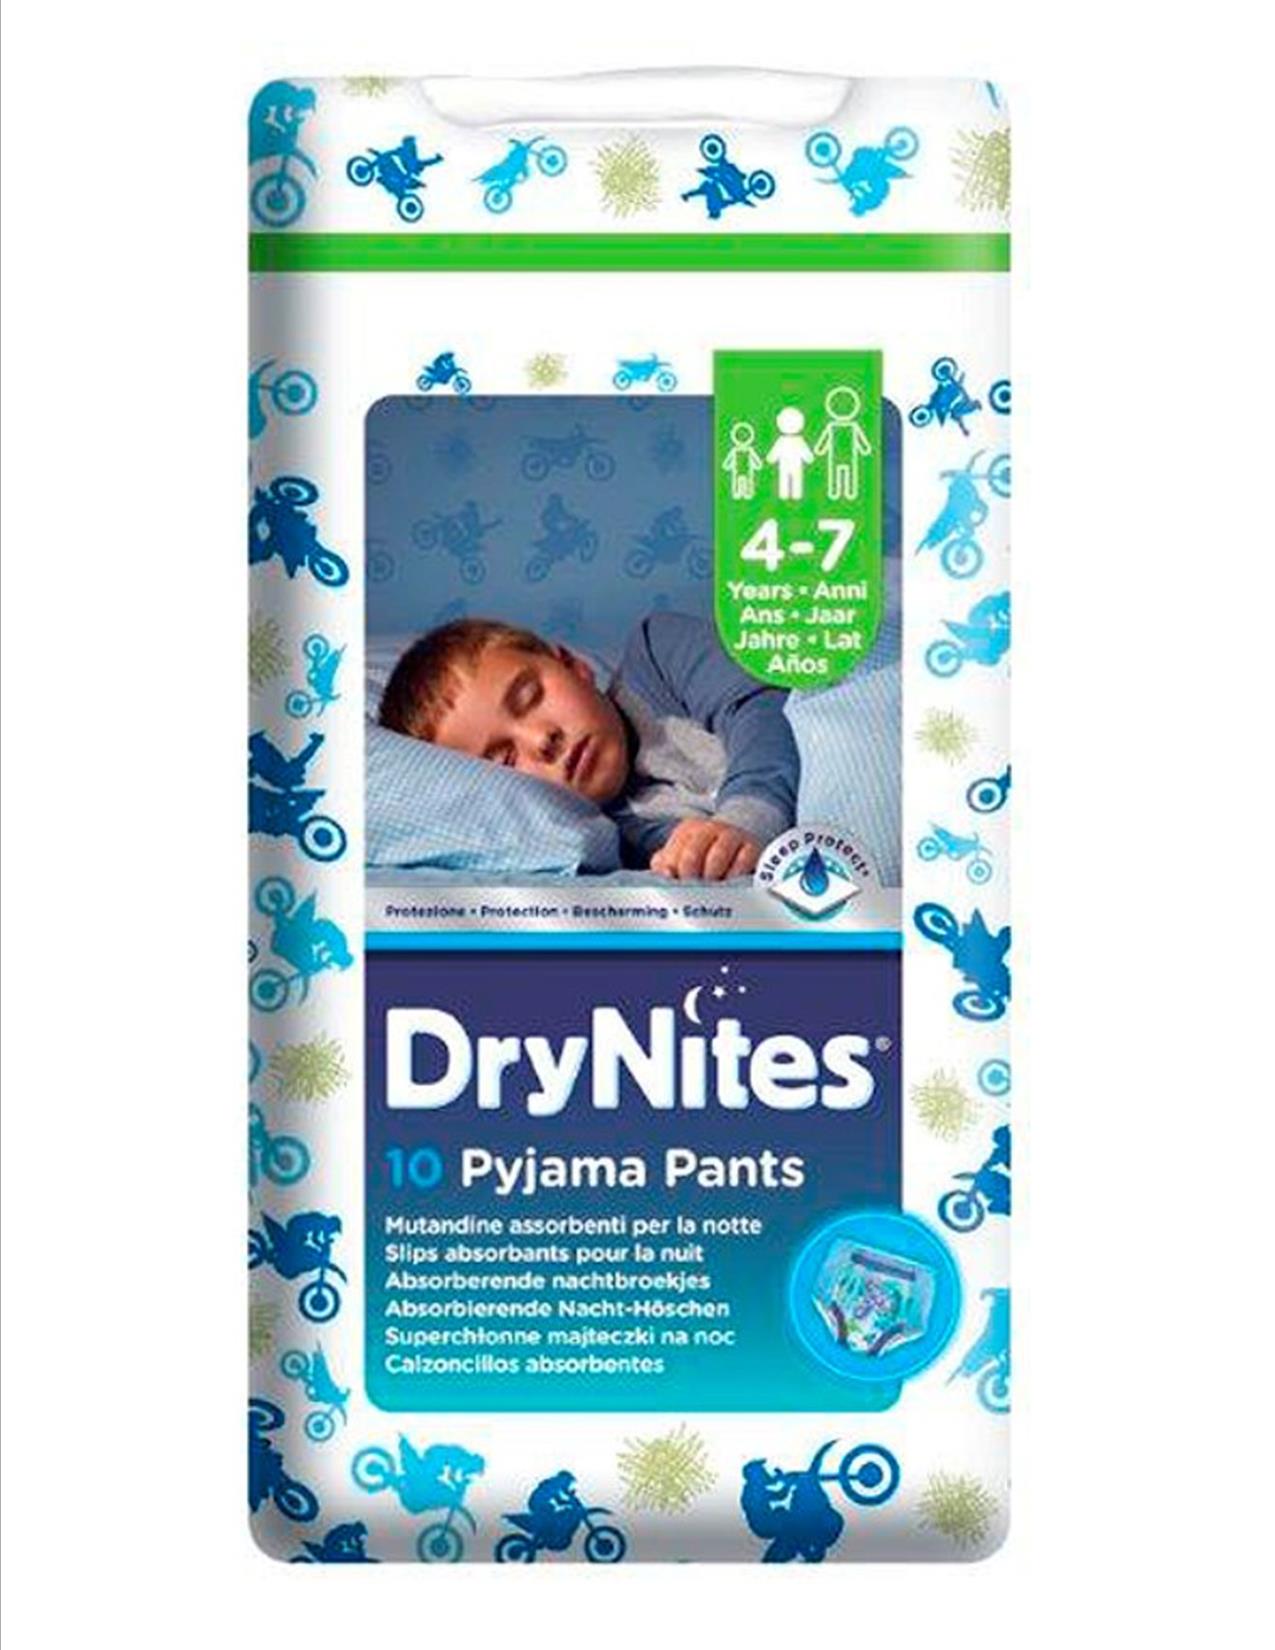 4-7
Years • Anni
Ans • Jaar
Jahre • Lat
Años
Sleep Protect+
Protezione • Protection • Bescherming • Schutz
DryNites®
10 Pyjama Pants
Mutandine assorbenti per la notte
Slips absorbants pour la nuit
Absorberende nachtbroekjes
Absorbierende Nacht-Höschen
Superchłonne majteczki na noc
Calzoncillos absorbentes